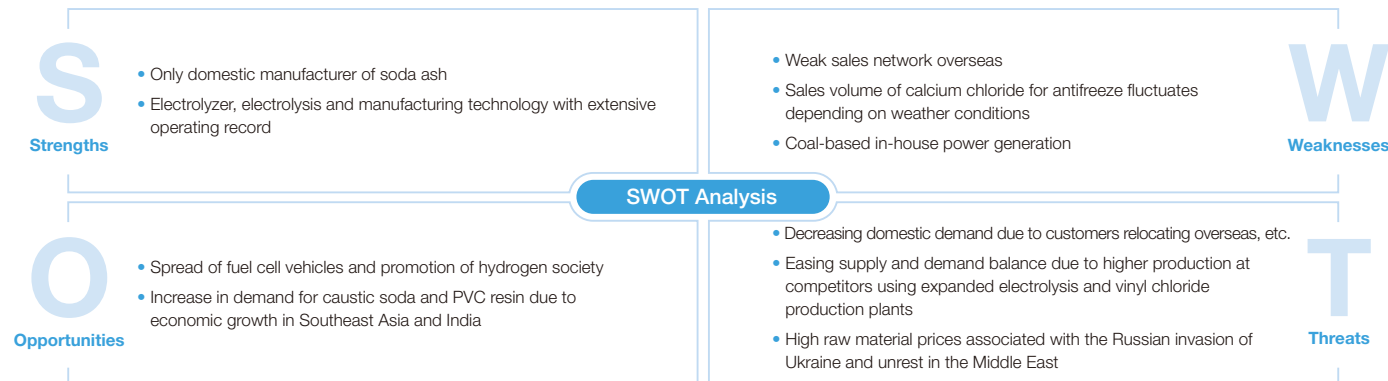 S
Strengths
• Only domestic manufacturer of soda ash
• Electrolyzer, electrolysis and manufacturing technology with extensive
operating record
W
Weaknesses
• Weak sales network overseas
• Sales volume of calcium chloride for antifreeze fluctuates
depending on weather conditions
• Coal-based in-house power generation
SWOT Analysis
O
Opportunities
• Spread of fuel cell vehicles and promotion of hydrogen society
• Increase in demand for caustic soda and PVC resin due to
economic growth in Southeast Asia and India
T
Threats
• Decreasing domestic demand due to customers relocating overseas, etc.
• Easing supply and demand balance due to higher production at
competitors using expanded electrolysis and vinyl chloride
production plants
• High raw material prices associated with the Russian invasion of
Ukraine and unrest in the Middle East